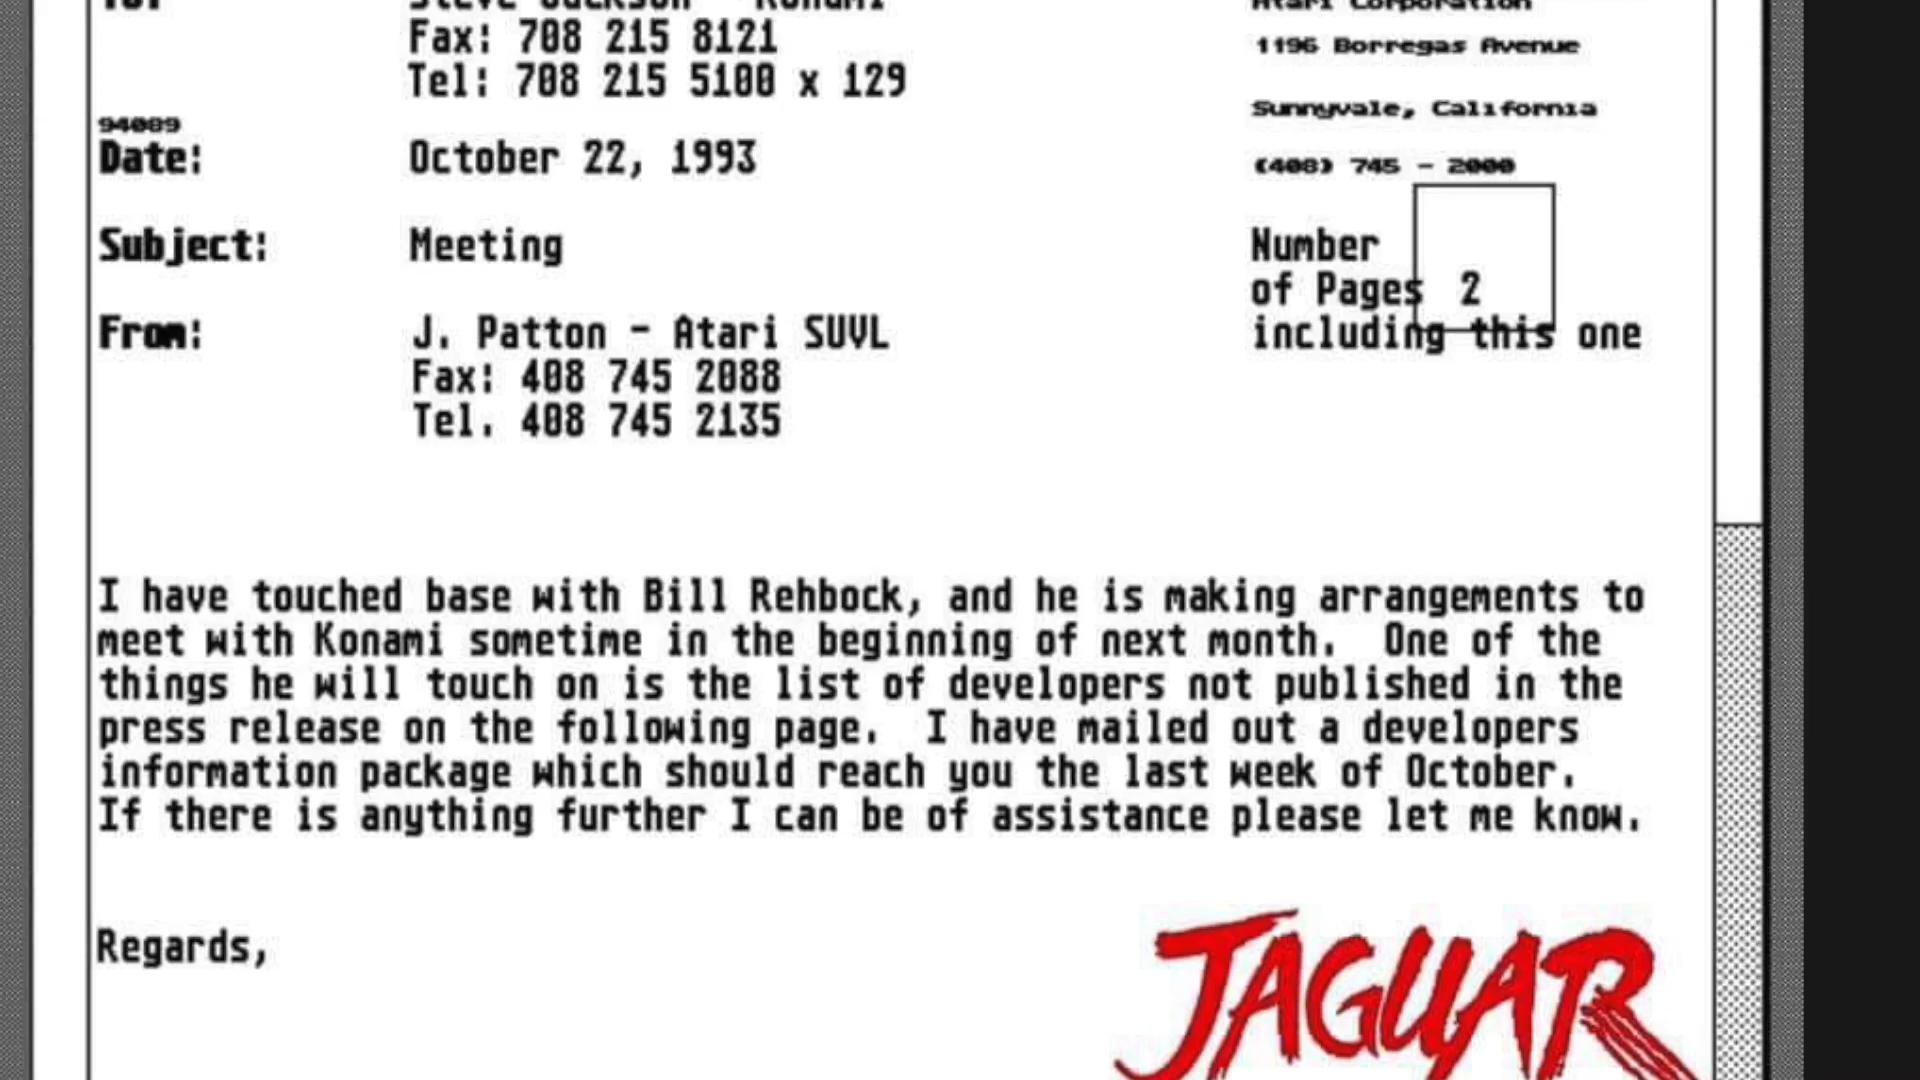 To: Steve Jackson - Konami Atari Corporation
Fax: 708 215 8121 1196 Borregas Avenue
Tel: 708 215 5100 x 129
Sunnyvale, California
94089
Date: October 22, 1993 (408) 745 - 2000
Subject: Meeting Number
of Pages 2
From: J. Patton - Atari SUVL including this one
Fax: 408 745 2088
Tel. 408 745 2135
I have touched base with Bill Rehbock, and he is making arrangements to
meet with Konami sometime in the beginning of next month. One of the
things he will touch on is the list of developers not published in the
press release on the following page. I have mailed out a developers
information package which should reach you the last week of October.
If there is anything further I can be of assistance please let me know.
Regards,
JAGUAR